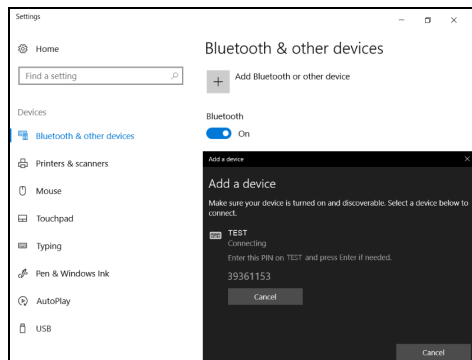 Settings
Home
Find a setting
Devices
Bluetooth & other devices
Printers & scanners
Mouse
Touchpad
Typing
Pen & Windows Ink
AutoPlay
USB
Bluetooth & other devices
Add Bluetooth or other device
Bluetooth
On
Add a device
Add a device
Make sure your device is turned on and discoverable. Select a device below to
connect.
TEST
Connecting
Enter this PIN on TEST and press Enter if needed.
39361153
Cancel
Cancel